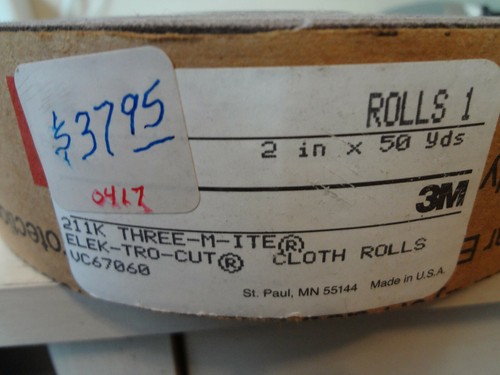 $3795
0417
ROLLS 1
2 in x 50 yds
3M
211K THREE-M-ITE®
ELEK-TRO-CUT® CLOTH ROLLS
UC67060
St. Paul, MN 55144 Made in U.S.A.